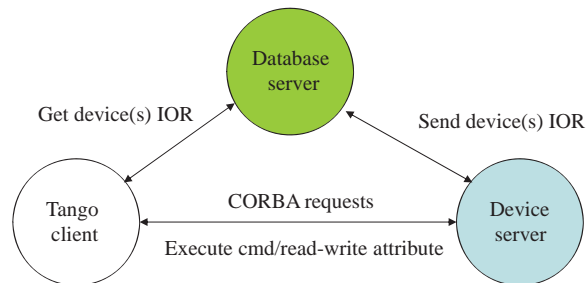 Database
server
Get device(s) IOR
Send device(s) IOR
Tango
client
CORBA requests
Execute cmd/read-write attribute
Device
server